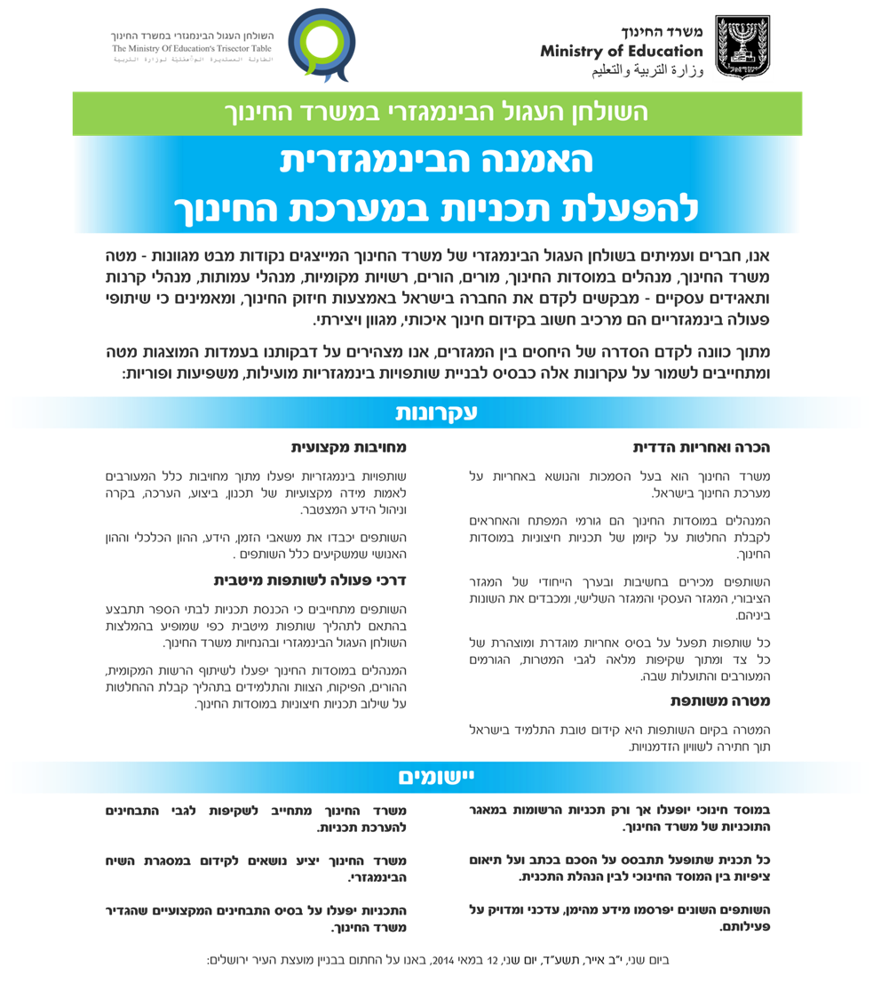 משרד החינוך
Ministry of Education
وزارة التربية والتعليم
השולחן העגול הבינמגזרי במשרד החינוך
The Ministry Of Education's Trisector Table
الطاولة المستديرة لوزارة التربية
השולחן העגול הבינמגזרי במשרד החינוך
האמנה הבינמגזרית
להפעלת תכניות במערכת החינוך
אנו, חברים ועמיתים בשולחן העגול הבינמגזרי של משרד החינוך המייצגים נקודות מבט מגוונות - מטה
משרד החינוך, מנהלים במוסדות החינוך, מורים, הורים, רשויות מקומיות, מנהלי עמותות, מנהלי קרנות
ותאגידים עסקיים - מבקשים לקדם את החברה בישראל באמצעות חיזוק החינוך, ומאמינים כי שיתופי
פעולה בינמגזריים הם מרכיב חשוב בקידום חינוך איכותי, מגוון ויצירתי.
מתוך כוונה לקדם הסדרה של היחסים בין המגזרים, אנו מצהירים על דבקותנו בעמדות המוצגות מטה
ומתחייבים לשמור על עקרונות אלה כבסיס לבניית שותפויות בינמגזריות מועילות, משפיעות ופוריות:
עקרונות
הכרה ואחריות הדדית
משרד החינוך הוא בעל הסמכות והנושא באחריות על
מערכת החינוך בישראל.
המנהלים במוסדות החינוך הם גורמי המפתח והאחראים
לקבלת החלטות על קיומן של תכניות חיצוניות במוסדות
החינוך.
השותפים מכירים בחשיבות ובערך הייחודי של המגזר
הציבורי, המגזר העסקי והמגזר השלישי, ומכבדים את השונות
ביניהם.
כל שותפות תפעל על בסיס אחריות מוגדרת ומוצהרת של
כל צד ומתוך שקיפות מלאה לגבי המטרות, הגורמים
המעורבים והתועלות שבה.
מטרה משותפת
המטרה בקיום השותפות היא קידום טובת התלמיד בישראל
תוך חתירה לשוויון הזדמנויות.
מחויבות מקצועית
שותפויות בינמגזריות יפעלו מתוך מחויבות כלל המעורבים
לאמות מידה מקצועיות של תכנון, ביצוע, הערכה, בקרה
וניהול הידע המצטבר.
השותפים יכבדו את משאבי הזמן, הידע, ההון הכלכלי וההון
האנושי שמשקיעים כלל השותפים .
דרכי פעולה לשותפות מיטבית
השותפים מתחייבים כי הכנסת תכניות לבתי הספר תתבצע
בהתאם לתהליך שותפות מיטבית כפי שמופיע בהמלצות
השולחן העגול הבינמגזרי ובהנחיות משרד החינוך.
המנהלים במוסדות החינוך יפעלו לשיתוף הרשות המקומית,
ההורים, הפיקוח, הצוות והתלמידים בתהליך קבלת ההחלטות
על שילוב תכניות חיצוניות במוסדות החינוך.
יישומים
במוסד חינוכי יופעלו אך ורק תכניות הרשומות במאגר
התוכניות של משרד החינוך.
כל תכנית שתופעל תתבסס על הסכם בכתב ועל תיאום
ציפיות בין המוסד החינוכי לבין הנהלת התכנית.
השותפים השונים יפרסמו מידע מהימן, עדכני ומדויק על
פעילותם.
משרד החינוך מתחייב לשקיפות לגבי התבחינים
להערכת תכניות.
משרד החינוך יציע נושאים לקידום במסגרת השיח
הבינמגזרי.
התכניות יפעלו על בסיס התבחינים המקצועיים שהגדיר
משרד החינוך.
ביום שני, י"ב אייר, תשע"ד, יום שני, 12 במאי 2014, באנו על החתום בבניין מועצת העיר ירושלים: